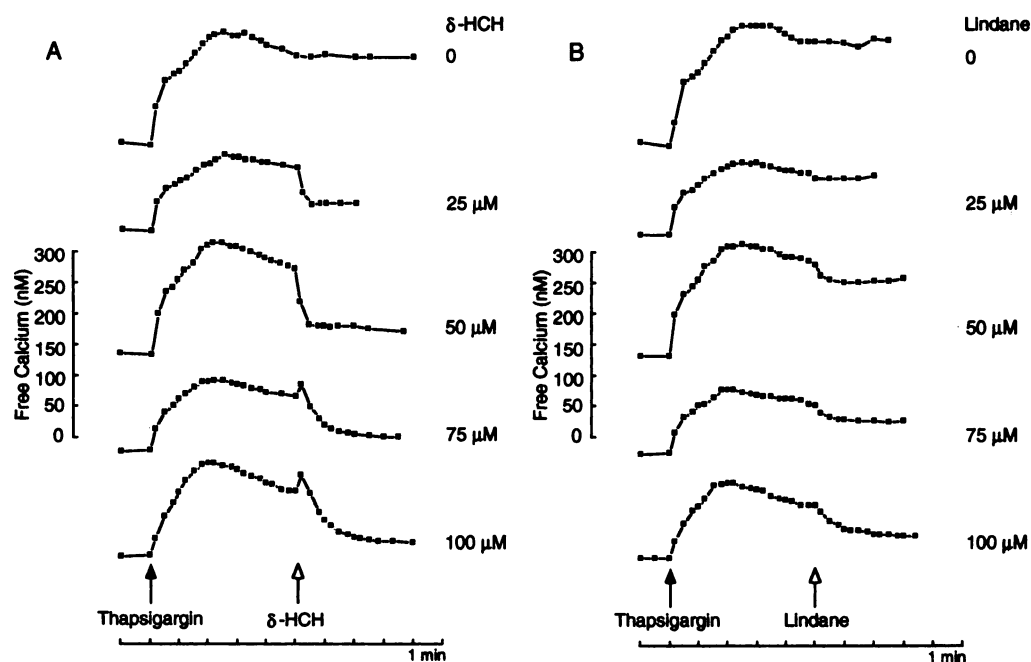 A
δ-HCH
0
25 µM
50 µM
75 µM
100 µM
Free Calcium (nM)
300
250
200
150
100
50
0
Thapsigargin
δ-HCH
1 min
B
Lindane
0
25 µM
50 µM
75 µM
100 µM
Free Calcium (nM)
300
250
200
150
100
50
0
Thapsigargin
Lindane
1 min